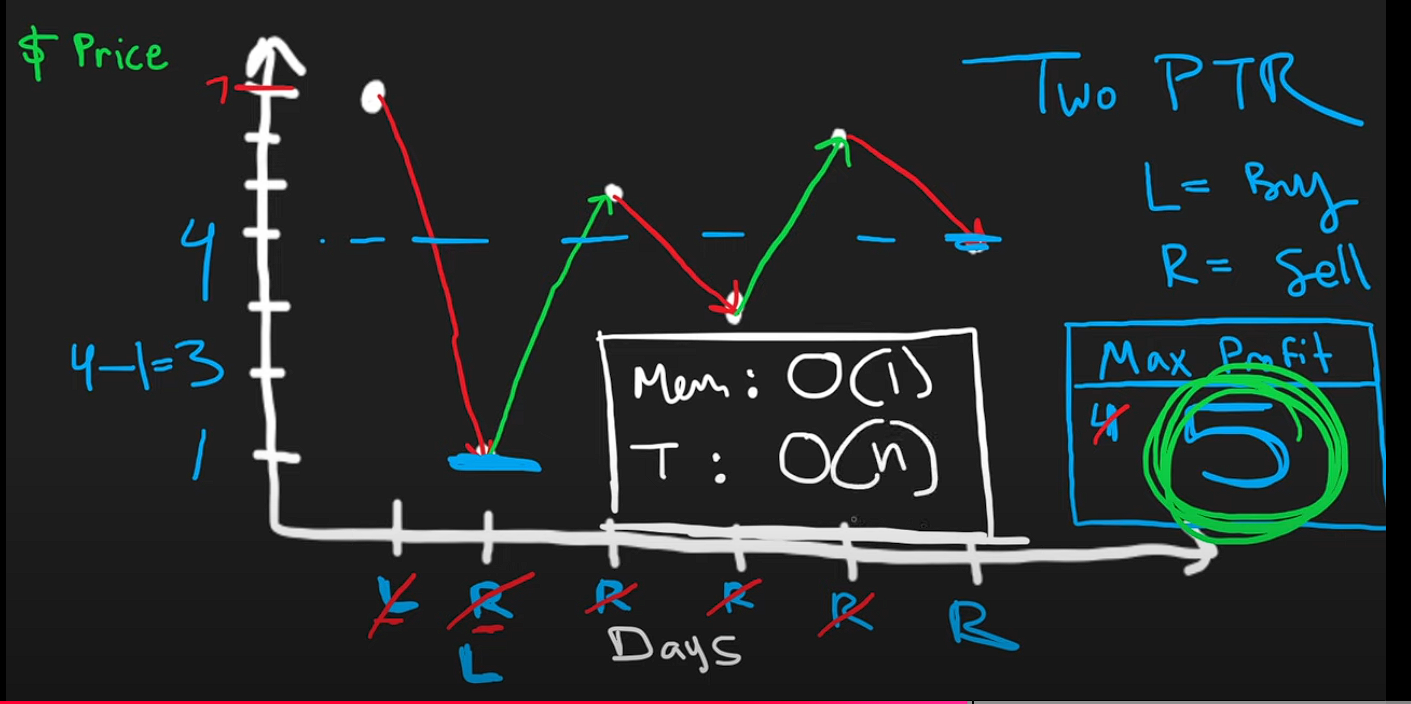 $ Price
7
4
4-1=3
1
Two PTR
L= Buy
R= Sell
Max Profit
4 5
Mem: O(1)
T: O(n)
L R R R R R
L
Days